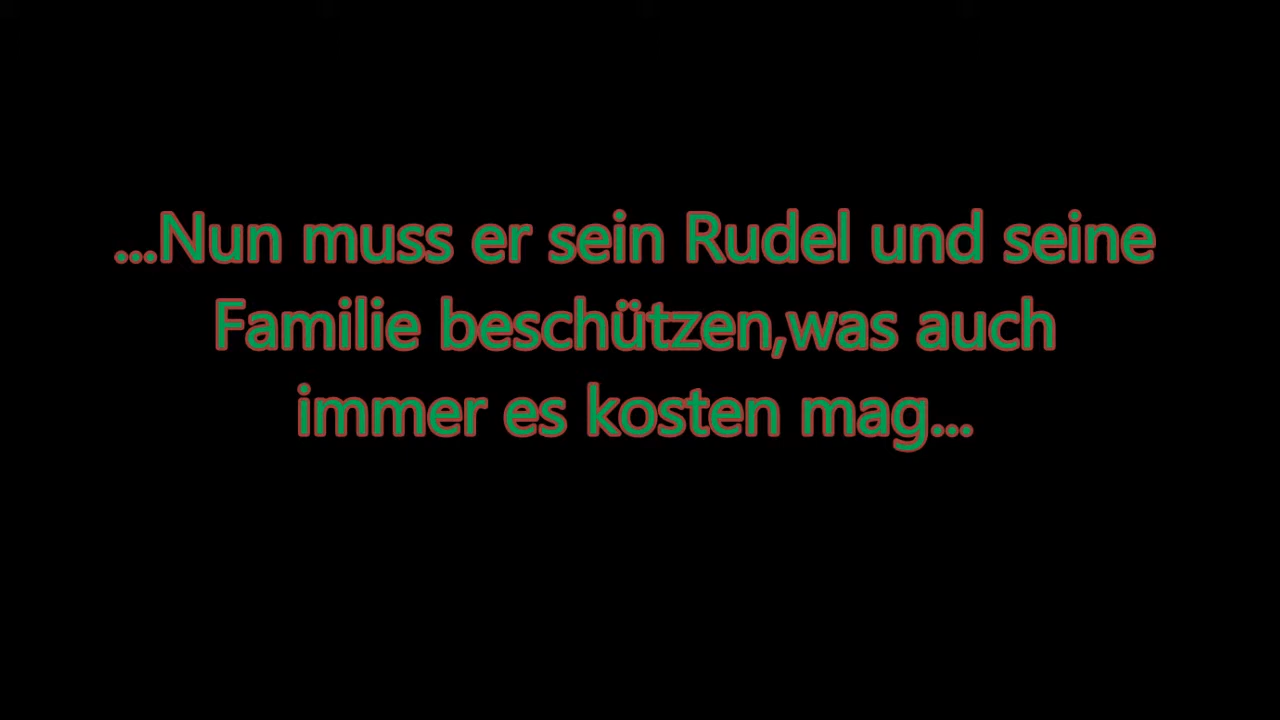 ...Nun muss er sein Rudel und seine
Familie beschützen,was auch
immer es kosten mag...